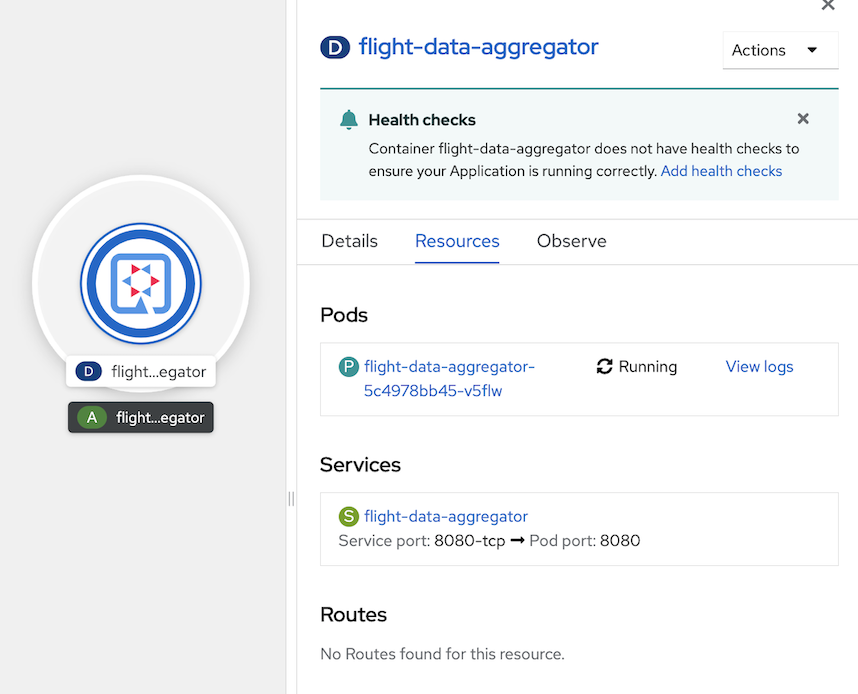 D flight-data-aggregator
Actions
Health checks
Container flight-data-aggregator does not have health checks to
ensure your Application is running correctly. Add health checks
Details Resources Observe
Pods
P flight-data-aggregator-
5c4978bb45-v5flw
Running
View logs
Services
S flight-data-aggregator
Service port: 8080-tcp ➞ Pod port: 8080
Routes
No Routes found for this resource.
D flight...egator
A flight...egator